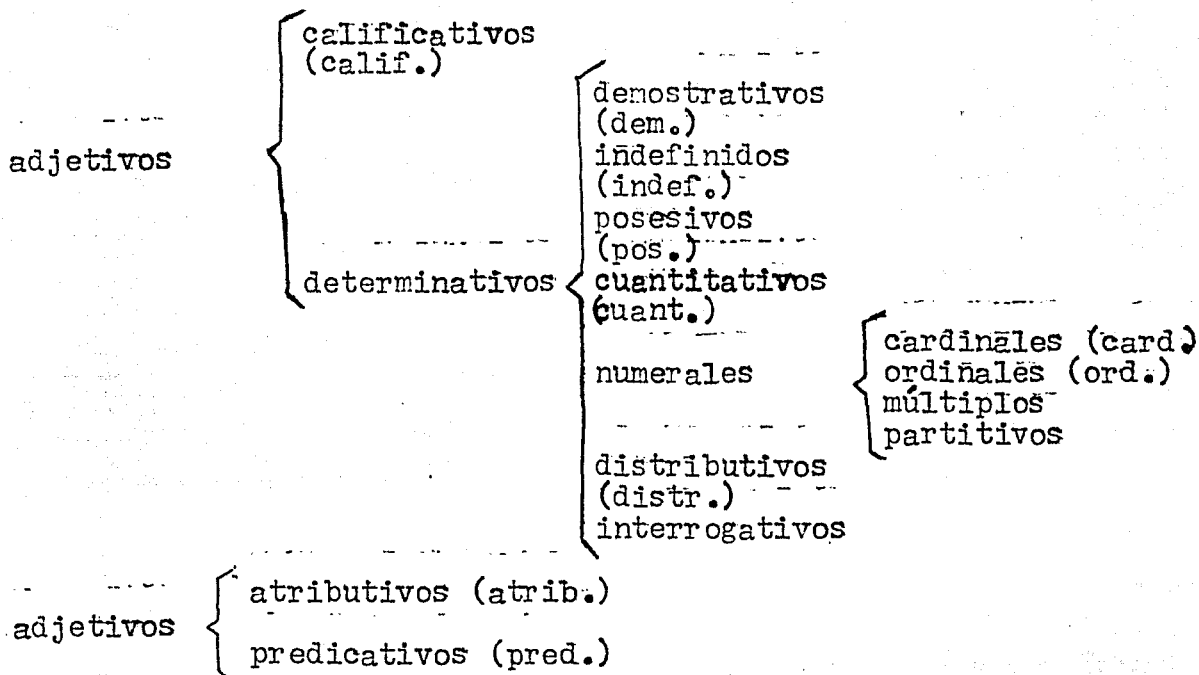 calificativos
(calif.)
demostrativos
(dem.)
adjetivos
indefinidos
(indef.)
posesivos
(pos.)
determinativos
cuantitativos
(cuant.)
numerales
cardinales (card.)
ordinales (ord.)
múltiplos
partitivos
distributivos
(distr.)
interrogativos
adjetivos
atributivos (atrib.)
predicativos (pred.)